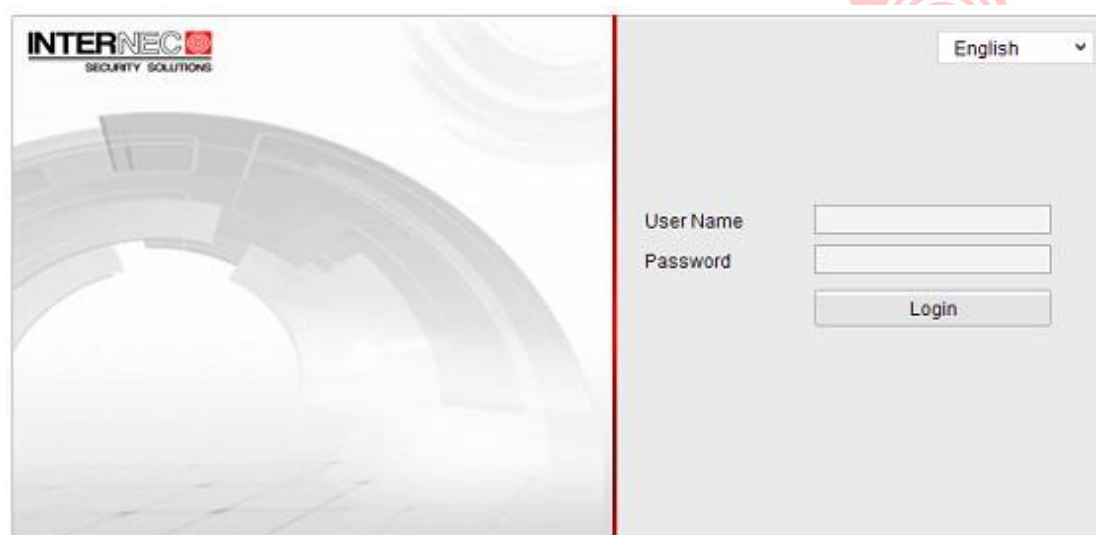 INTERNEC
SECURITY SOLUTIONS
English
User Name
Password
Login